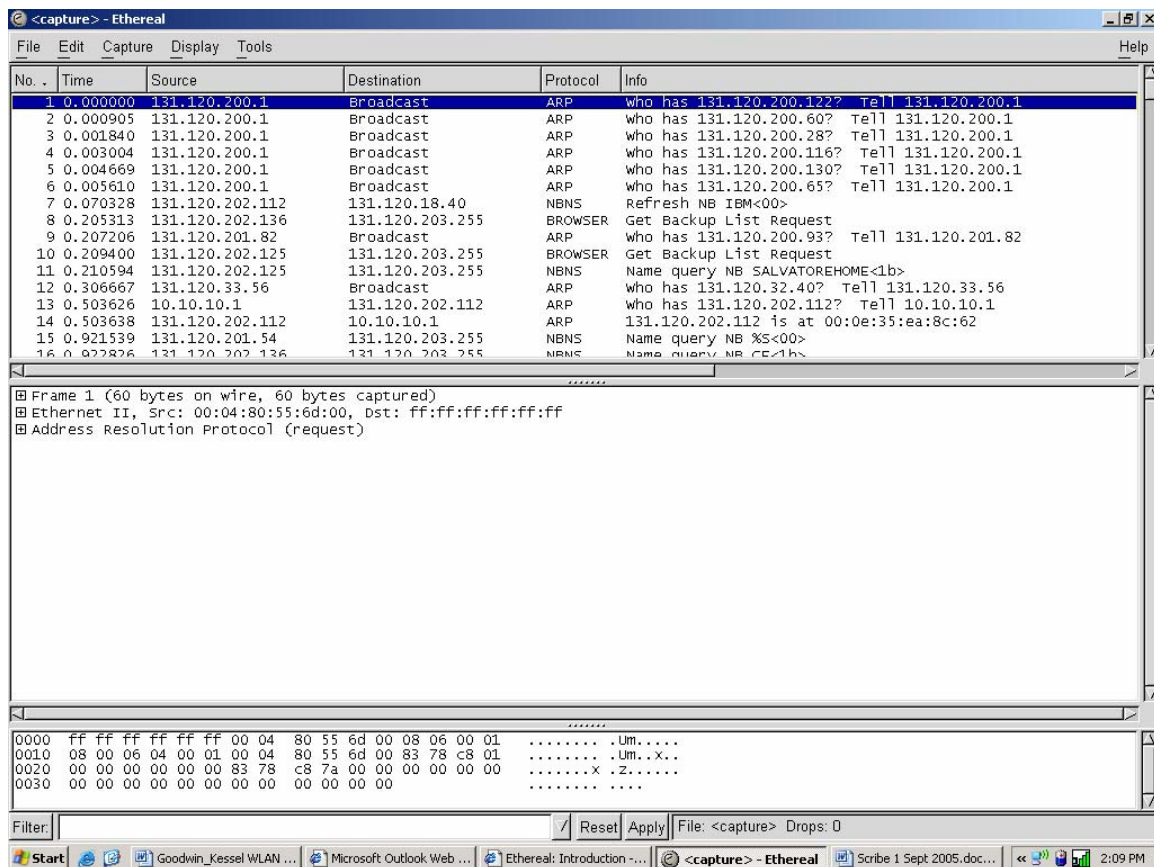 <capture> - Ethereal
File Edit Capture Display Tools Help
No. . Time Source Destination Protocol Info
1 0.000000 131.120.200.1 Broadcast ARP Who has 131.120.200.122? Tell 131.120.200.1
2 0.000905 131.120.200.1 Broadcast ARP Who has 131.120.200.60? Tell 131.120.200.1
3 0.001840 131.120.200.1 Broadcast ARP Who has 131.120.200.28? Tell 131.120.200.1
4 0.003004 131.120.200.1 Broadcast ARP Who has 131.120.200.116? Tell 131.120.200.1
5 0.004669 131.120.200.1 Broadcast ARP Who has 131.120.200.130? Tell 131.120.200.1
6 0.005610 131.120.200.1 Broadcast ARP Who has 131.120.200.65? Tell 131.120.200.1
7 0.070328 131.120.202.112 131.120.18.40 NBNS Refresh NB IBM<00>
8 0.205313 131.120.202.136 131.120.203.255 BROWSER Get Backup List Request
9 0.207206 131.120.201.82 Broadcast ARP Who has 131.120.200.93? Tell 131.120.201.82
10 0.209400 131.120.202.125 131.120.203.255 BROWSER Get Backup List Request
11 0.210594 131.120.202.125 131.120.203.255 NBNS Name query NB SALVATOREHOME<1b>
12 0.306667 131.120.33.56 Broadcast ARP Who has 131.120.32.40? Tell 131.120.33.56
13 0.503626 10.10.10.1 131.120.202.112 ARP Who has 131.120.202.112? Tell 10.10.10.1
14 0.503638 131.120.202.112 10.10.10.1 ARP 131.120.202.112 is at 00:0e:35:ea:8c:62
15 0.921539 131.120.201.54 131.120.203.255 NBNS Name query NB %S<00>
16 0.922826 131.120.202.136 131.120.203.255 NBNS Name query NB CE<1b>
Frame 1 (60 bytes on wire, 60 bytes captured)
Ethernet II, Src: 00:04:80:55:6d:00, Dst: ff:ff:ff:ff:ff:ff
Address Resolution Protocol (request)
0000 ff ff ff ff ff ff 00 04 80 55 6d 00 08 06 00 01 ........ .Um.....
0010 08 00 06 04 00 01 00 04 80 55 6d 00 83 78 c8 01 ........ .Um..x..
0020 00 00 00 00 00 00 83 78 c8 7a 00 00 00 00 00 00 .......x .z......
0030 00 00 00 00 00 00 00 00 00 00 00 00 ........ ....
Filter: Reset Apply File: <capture> Drops: 0
Start Goodwin_Kessel WLAN ... Microsoft Outlook Web ... Ethereal: Introduction -... <capture> - Ethereal Scribe 1 Sept 2005.doc... 2:09 PM